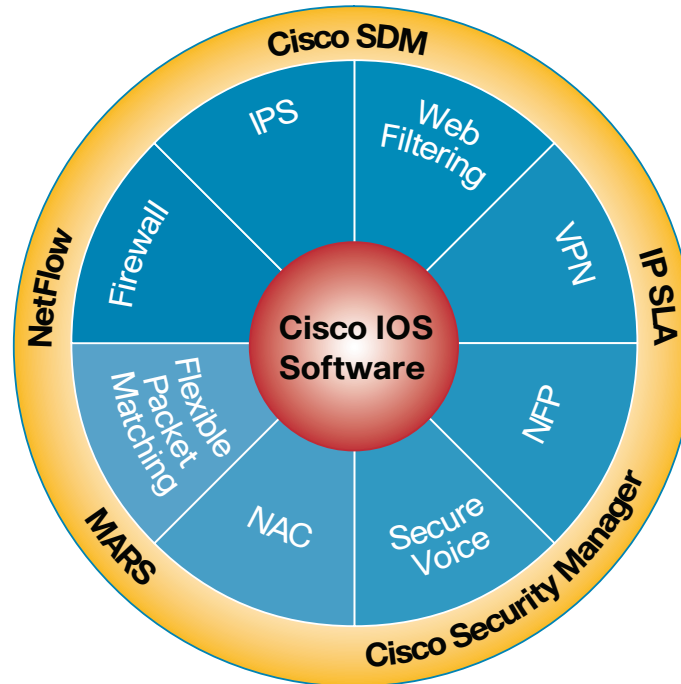 Cisco SDM
IPS
Web
Filtering
Firewall
VPN
NetFlow
IP SLA
Cisco IOS
Software
Flexible
Packet
Matching
NFP
NAC
Secure
Voice
MARS
Cisco Security Manager